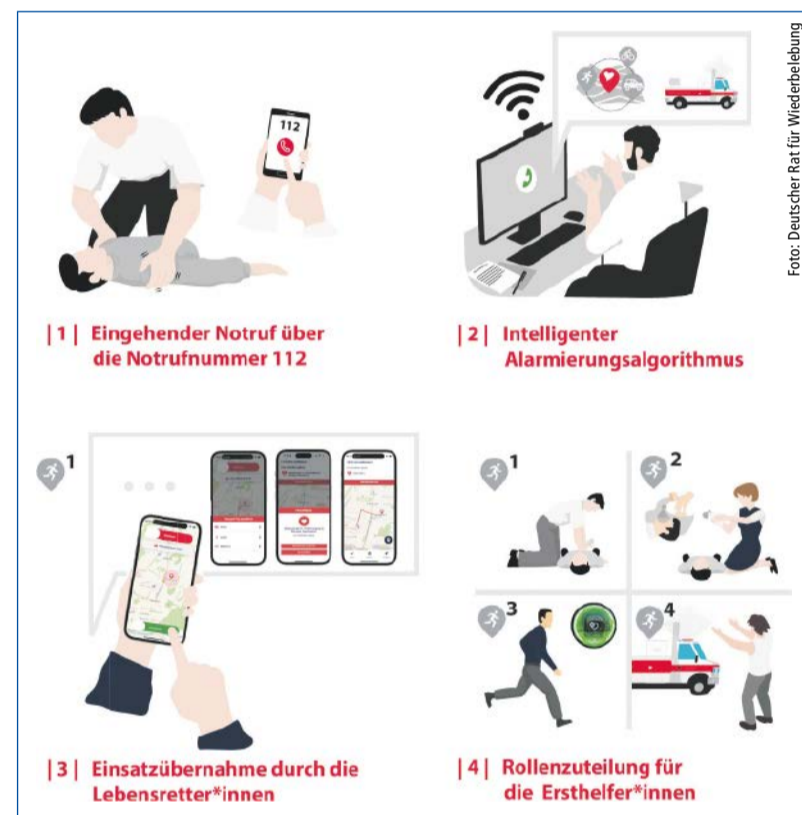 Foto: Deutscher Rat für Wiederbelebung
112
|1| Eingehender Notruf über
die Notrufnummer 112
|2| Intelligenter
Alarmierungsalgorithmus
1
|3| Einsatzübernahme durch die
Lebensretter*innen
1
2
3
4
|4| Rollenzuteilung für
die Ersthelfer*innen